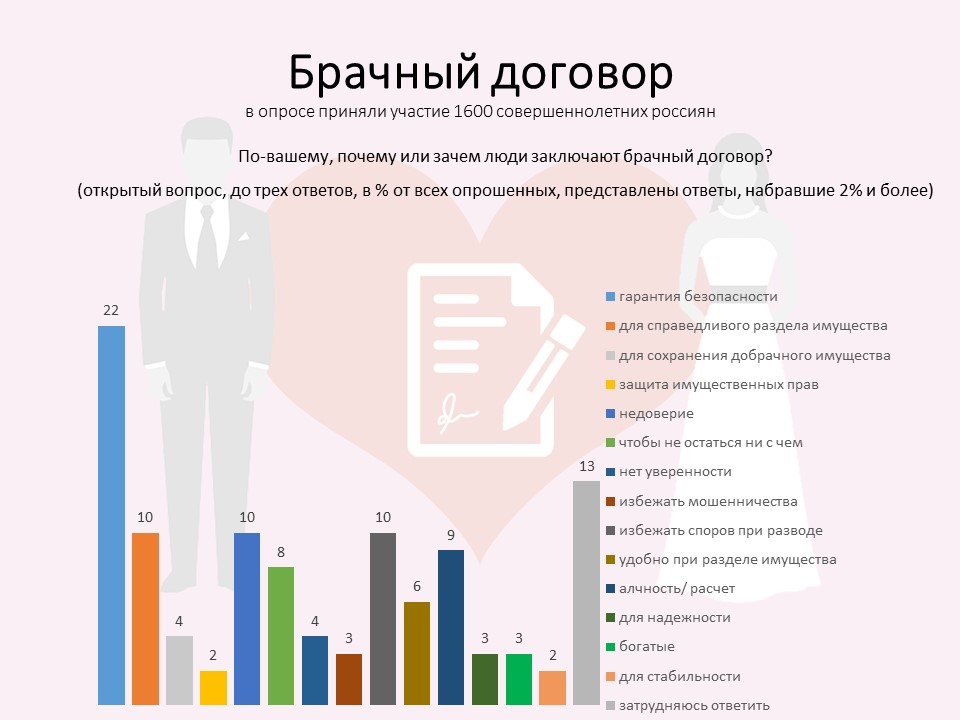 Брачный договор
в опросе приняли участие 1600 совершеннолетних россиян
По-вашему, почему или зачем люди заключают брачный договор?
(открытый вопрос, до трех ответов, в % от всех опрошенных, представлены ответы, набравшие 2% и более)
22
10
4
2
10
8
4
3
10
6
9
3
3
2
13
гарантия безопасности
для справедливого раздела имущества
для сохранения добрачного имущества
защита имущественных прав
недоверие
чтобы не остаться ни с чем
нет уверенности
избежать мошенничества
избежать споров при разводе
удобно при разделе имущества
алчность/ расчет
для надежности
богатые
для стабильности
затрудняюсь ответить